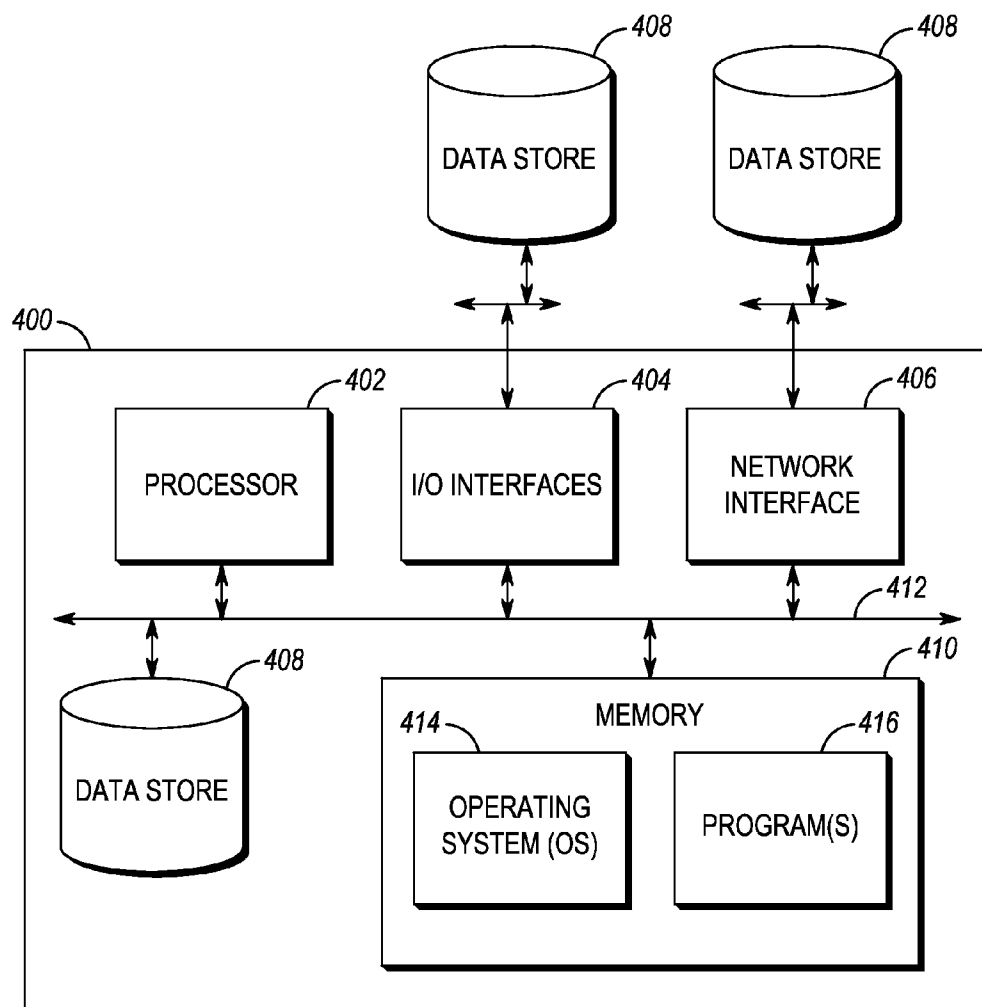 408
408
DATA STORE
DATA STORE
400
402
404
406
PROCESSOR
I/O INTERFACES
NETWORK
INTERFACE
412
408
410
MEMORY
414
416
DATA STORE
OPERATING
SYSTEM (OS)
PROGRAM(S)